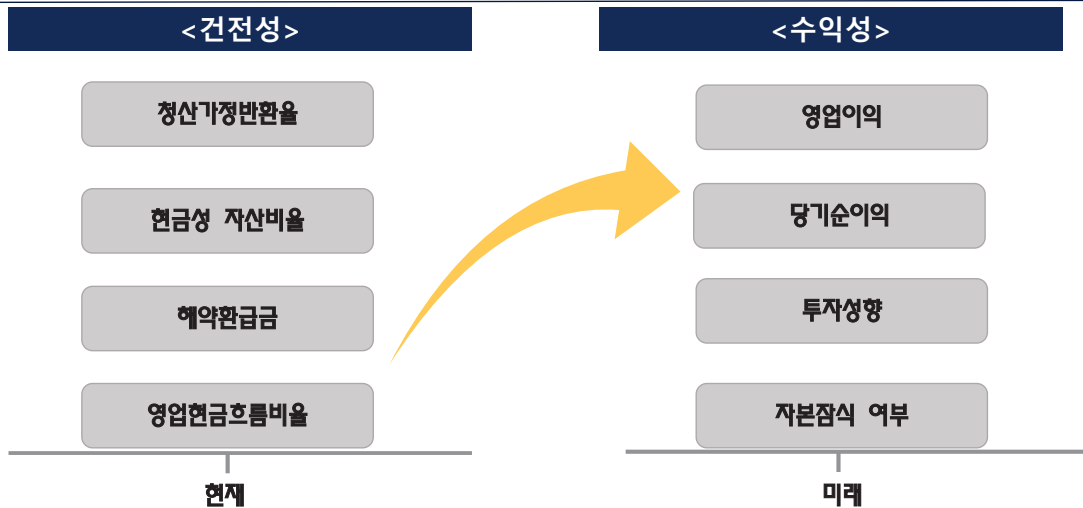 <건전성>
청산가정반환율
현금성 자산비율
해약환급금
영업현금흐름비율
현재
<수익성>
영업이익
당기순이익
투자성향
자본잠식 여부
미래